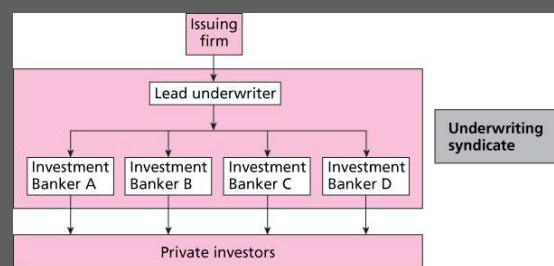 Issuing
firm
Lead underwriter
Underwriting
syndicate
Investment
Banker A
Investment
Banker B
Investment
Banker C
Investment
Banker D
Private investors